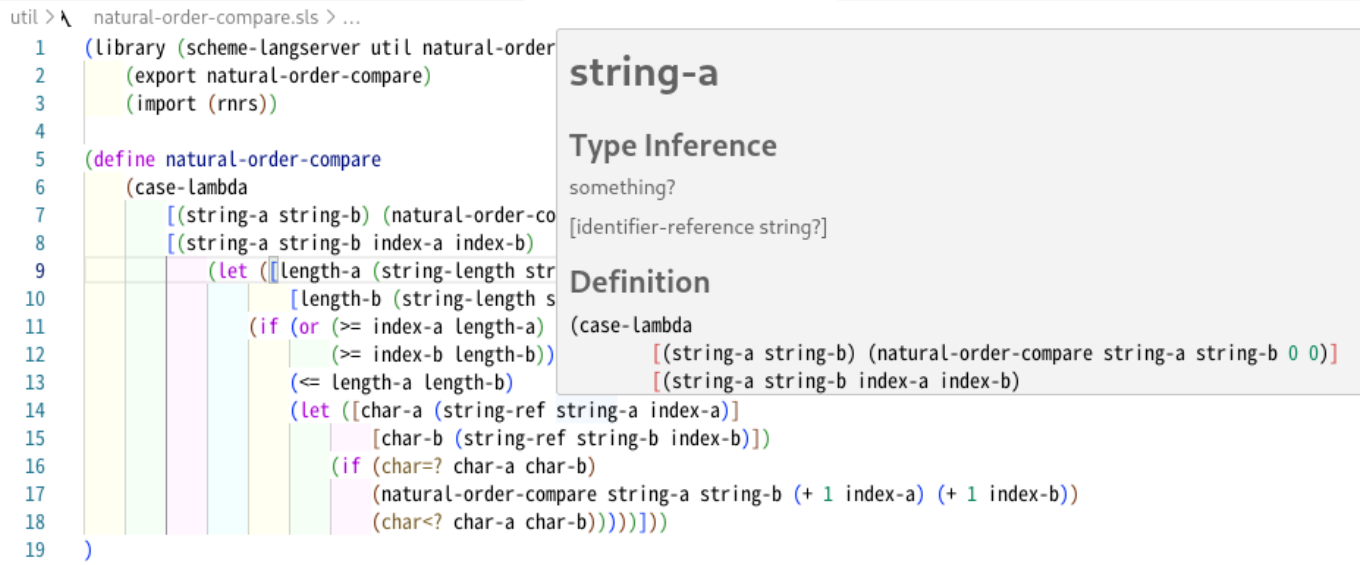 util > natural-order-compare.sls > ...
1 (library (scheme-langserver util natural-order
2 (export natural-order-compare)
3 (import (rnrs))
4
5 (define natural-order-compare
6 (case-lambda
7 [(string-a string-b) (natural-order-co
8 [(string-a string-b index-a index-b)
9 (let ([length-a (string-length str
10 [length-b (string-length s
11 (if (or (>= index-a length-a)
12 (>= index-b length-b))
13 (<= length-a length-b)
14 (let ([char-a (string-ref string-a index-a)]
15 [char-b (string-ref string-b index-b)])
16 (if (char=? char-a char-b)
17 (natural-order-compare string-a string-b (+ 1 index-a) (+ 1 index-b))
18 (char<? char-a char-b)))))]))
19 )
string-a
Type Inference
something?
[identifier-reference string?]
Definition
(case-lambda
[(string-a string-b) (natural-order-compare string-a string-b 0 0)]
[(string-a string-b index-a index-b)